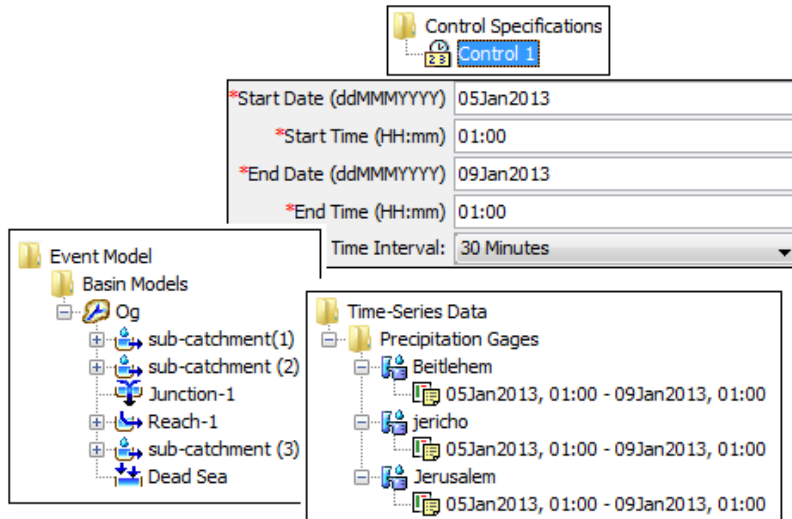 Control Specifications
Control 1
*Start Date (ddMMMYYYY) 05Jan2013
*Start Time (HH:mm) 01:00
*End Date (ddMMMYYYY) 09Jan2013
*End Time (HH:mm) 01:00
Time Interval: 30 Minutes
Event Model
Basin Models
Og
sub-catchment(1)
sub-catchment (2)
Junction-1
Reach-1
sub-catchment (3)
Dead Sea
Time-Series Data
Precipitation Gages
Beitlehem
05Jan2013, 01:00 - 09Jan2013, 01:00
jericho
05Jan2013, 01:00 - 09Jan2013, 01:00
Jerusalem
05Jan2013, 01:00 - 09Jan2013, 01:00